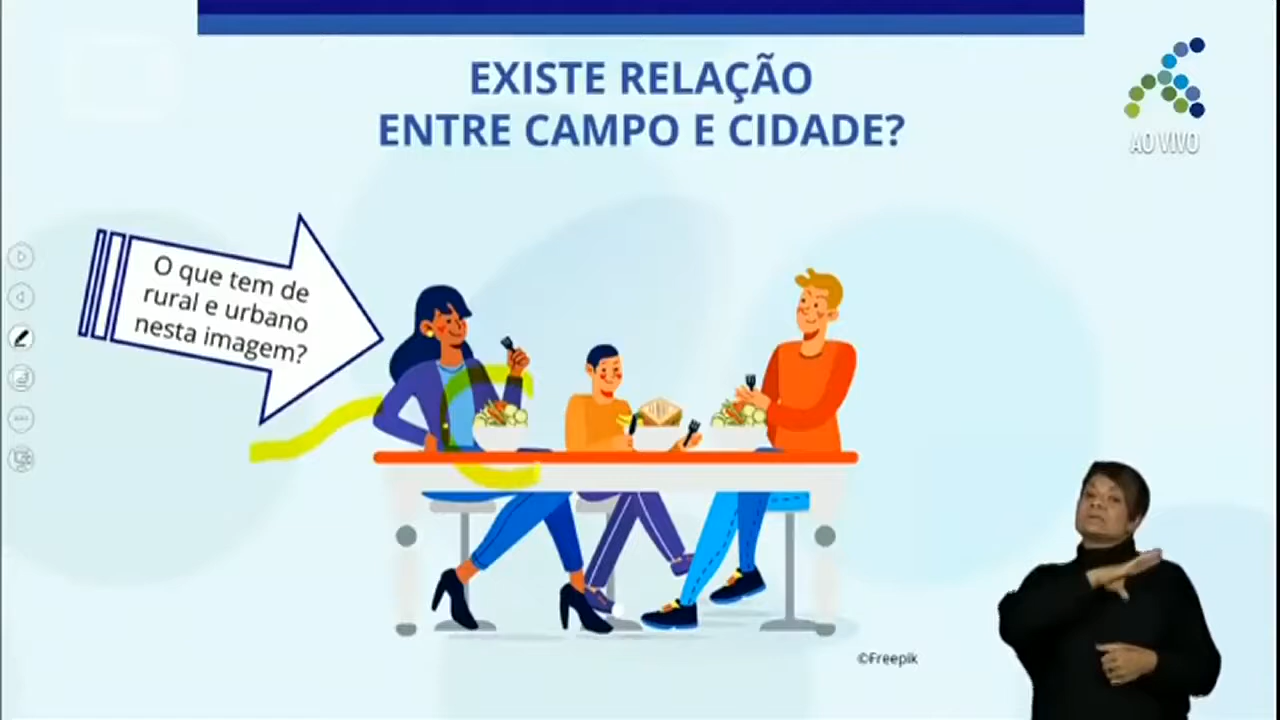 EXISTE RELAÇÃO
ENTRE CAMPO E CIDADE?
AO VIVO
O que tem de
rural e urbano
nesta imagem?
©Freepik